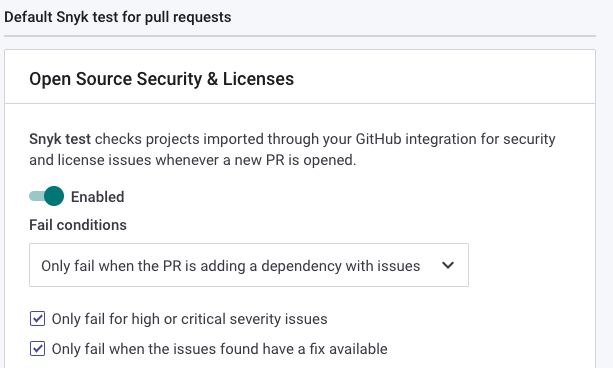 Default Snyk test for pull requests
Open Source Security & Licenses
Snyk test checks projects imported through your GitHub integration for security
and license issues whenever a new PR is opened.
Enabled
Fail conditions
Only fail when the PR is adding a dependency with issues
Only fail for high or critical severity issues
Only fail when the issues found have a fix available